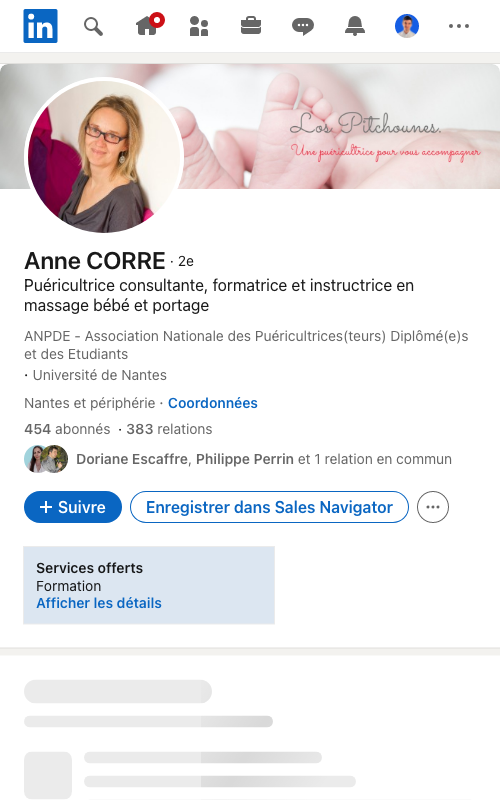 in
Los Pitchounes.
Une puéricultrice pour vous accompagner
Anne CORRE · 2e
Puéricultrice consultante, formatrice et instructrice en
massage bébé et portage
ANPDE - Association Nationale des Puéricultrices(teurs) Diplômé(e)s
et des Etudiants
· Université de Nantes
Nantes et périphérie · Coordonnées
454 abonnés · 383 relations
Doriane Escaffre, Philippe Perrin et 1 relation en commun
+ Suivre
Enregistrer dans Sales Navigator
Services offerts
Formation
Afficher les détails